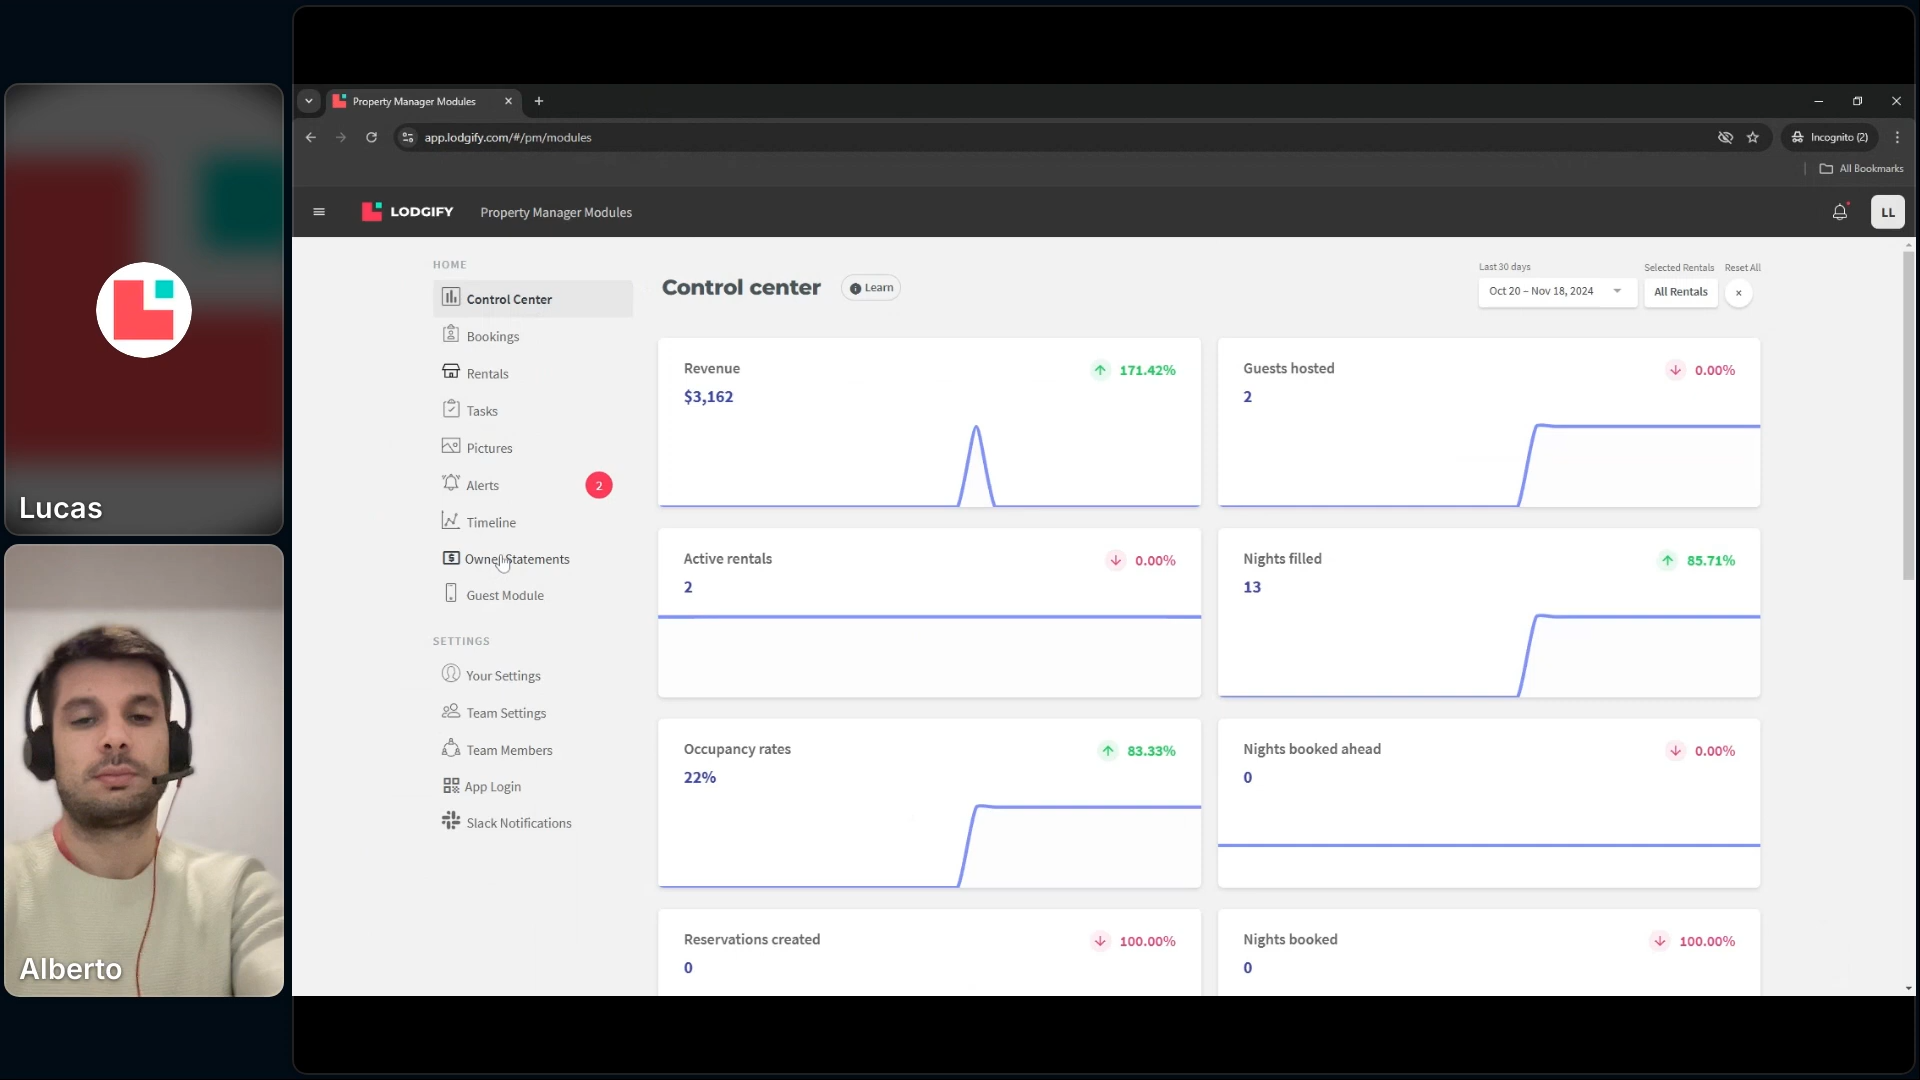 Property Manager Modules
app.lodgify.com/#/pm/modules
Incognito (2)
All Bookmarks
LODGIFY
Property Manager Modules
LL
HOME
Control Center
Bookings
Rentals
Tasks
Pictures
Alerts
2
Timeline
Owner Statements
Guest Module
SETTINGS
Your Settings
Team Settings
Team Members
App Login
Slack Notifications
Control center
Learn
Last 30 days
Oct 20 – Nov 18, 2024
Selected Rentals
All Rentals
Reset All
x
Revenue
171.42%
$3,162
Guests hosted
0.00%
2
Active rentals
0.00%
2
Nights filled
85.71%
13
Occupancy rates
83.33%
22%
Nights booked ahead
0.00%
0
Reservations created
100.00%
0
Nights booked
100.00%
0
Lucas
Alberto